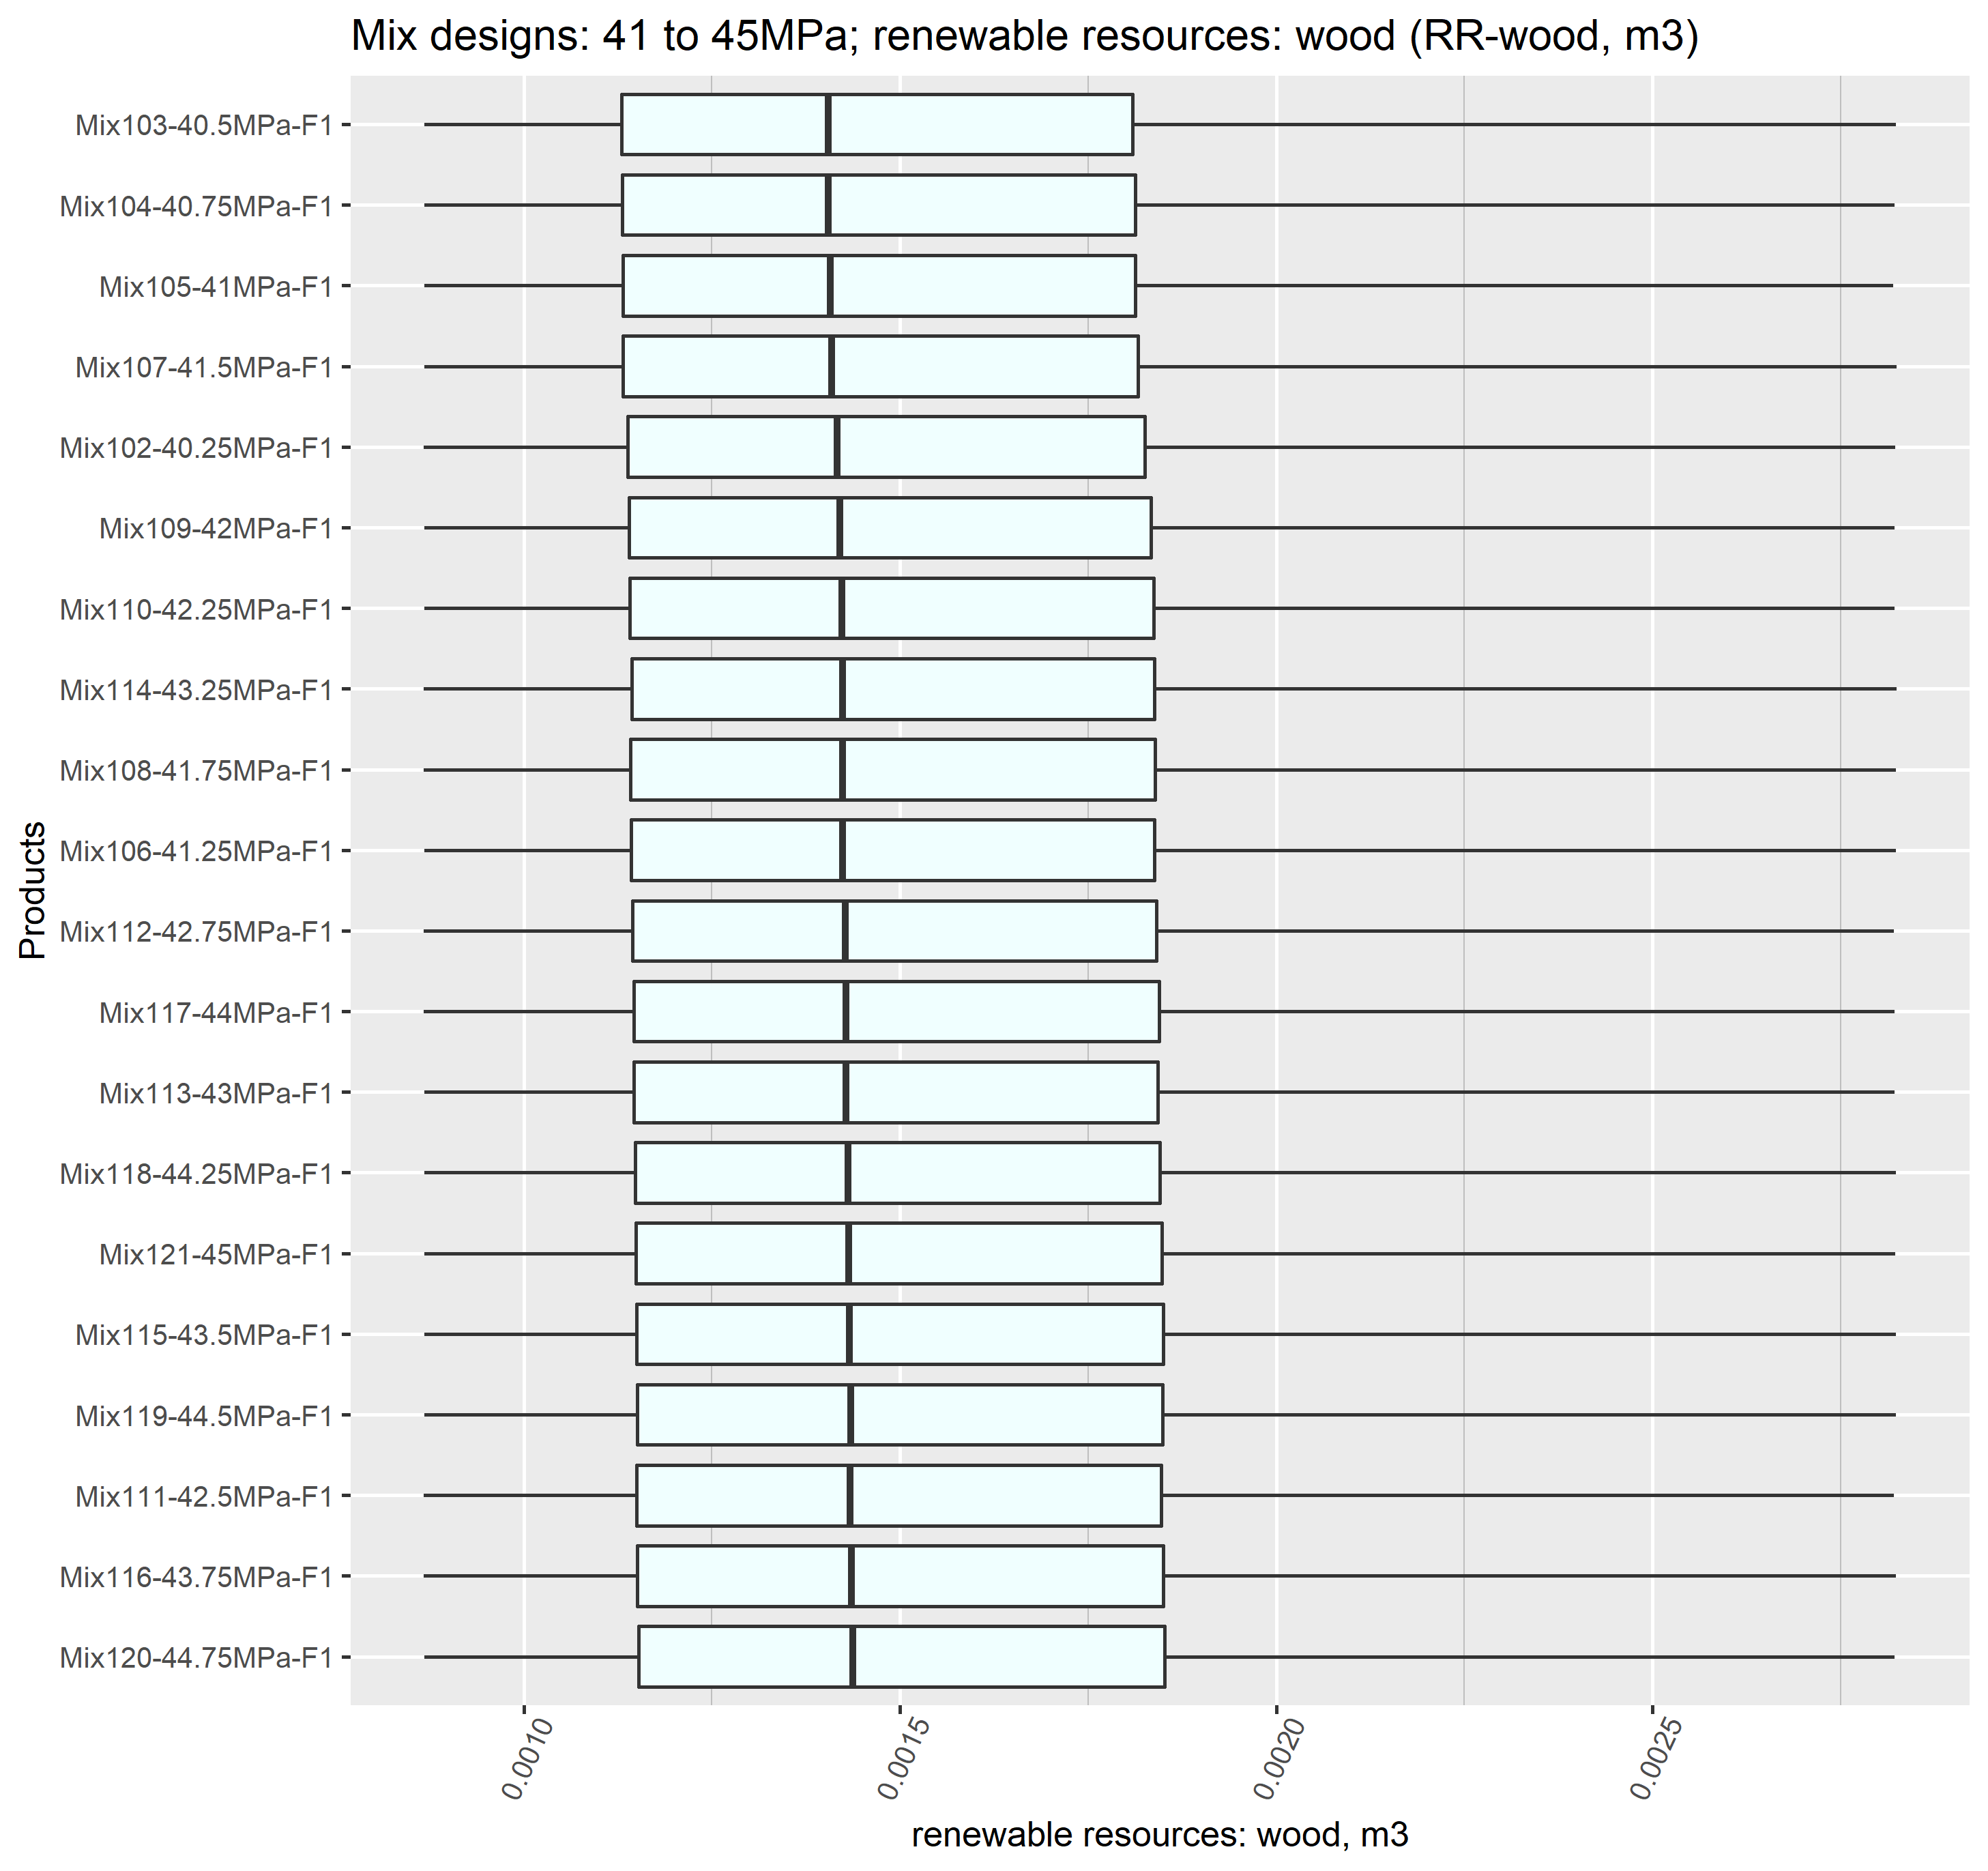 Mix designs: 41 to 45MPa; renewable resources: wood (RR-wood, m3)
Products
Mix103-40.5MPa-F1
Mix104-40.75MPa-F1
Mix105-41MPa-F1
Mix107-41.5MPa-F1
Mix102-40.25MPa-F1
Mix109-42MPa-F1
Mix110-42.25MPa-F1
Mix114-43.25MPa-F1
Mix108-41.75MPa-F1
Mix106-41.25MPa-F1
Mix112-42.75MPa-F1
Mix117-44MPa-F1
Mix113-43MPa-F1
Mix118-44.25MPa-F1
Mix121-45MPa-F1
Mix115-43.5MPa-F1
Mix119-44.5MPa-F1
Mix111-42.5MPa-F1
Mix116-43.75MPa-F1
Mix120-44.75MPa-F1
0.0010
0.0015
0.0020
0.0025
renewable resources: wood, m3